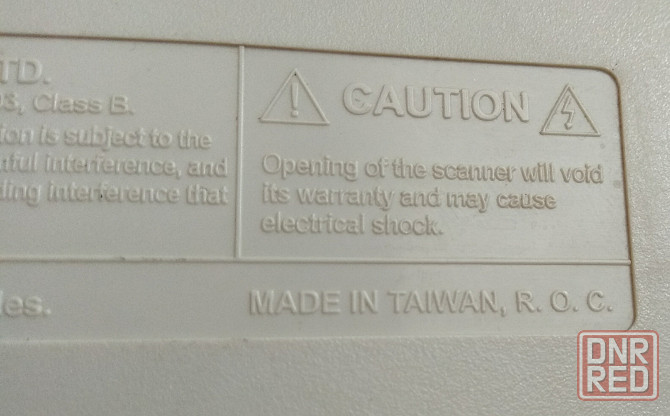 TD.
03, Class B.
ion is subject to the
nful interference, and
ding interference that
les.
CAUTION
Opening of the scanner will void
its warranty and may cause
electrical shock.
MADE IN TAIWAN, R. O. C.
DNR
RED